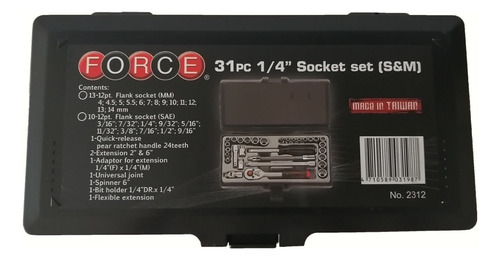 FORCE®
31PC 1/4" Socket set (S&M)
Contents:
13-12pt. Flank socket (MM)
4; 4.5; 5; 5.5; 6; 7; 8; 9; 10; 11; 12;
13; 14 mm
10-12pt. Flank socket (SAE)
3/16"; 7/32"; 1/4"; 9/32"; 5/16";
11/32"; 3/8"; 7/16"; 1/2"; 9/16"
1-Quick-release
pear ratchet handle 24teeth
2-Extension 2" & 6"
1-Adaptor for extension
1/4"(F) x 1/4"(M)
1-Universal joint
1-Spinner 6"
1-Bit holder 1/4"DR.x 1/4"
1-Flexible extension
MADE IN TAIWAN
4 710589 031987
No. 2312